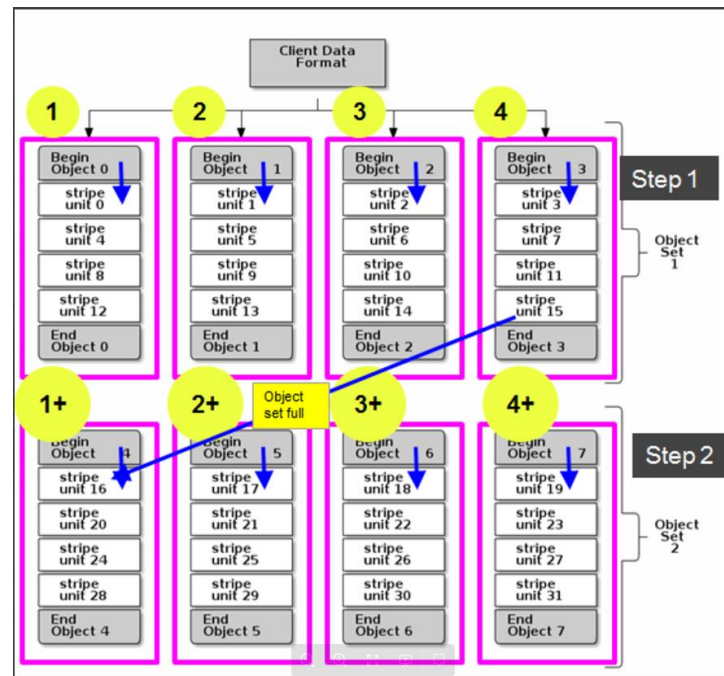 Client Data
Format
1
2
3
4
Begin
Object 0
stripe
unit 0
stripe
unit 4
stripe
unit 8
stripe
unit 12
End
Object 0
Begin
Object 1
stripe
unit 1
stripe
unit 5
stripe
unit 9
stripe
unit 13
End
Object 1
Begin
Object 2
stripe
unit 2
stripe
unit 6
stripe
unit 10
stripe
unit 14
End
Object 2
Begin
Object 3
stripe
unit 3
stripe
unit 7
stripe
unit 11
stripe
unit 15
End
Object 3
Step 1
Object
Set
1
Object
set full
1+
2+
3+
4+
Begin
Object 4
stripe
unit 16
stripe
unit 20
stripe
unit 24
stripe
unit 28
End
Object 4
Begin
Object 5
stripe
unit 17
stripe
unit 21
stripe
unit 25
stripe
unit 29
End
Object 5
Begin
Object 6
stripe
unit 18
stripe
unit 22
stripe
unit 26
stripe
unit 30
End
Object 6
Begin
Object 7
stripe
unit 19
stripe
unit 23
stripe
unit 27
stripe
unit 31
End
Object 7
Step 2
Object
Set
2